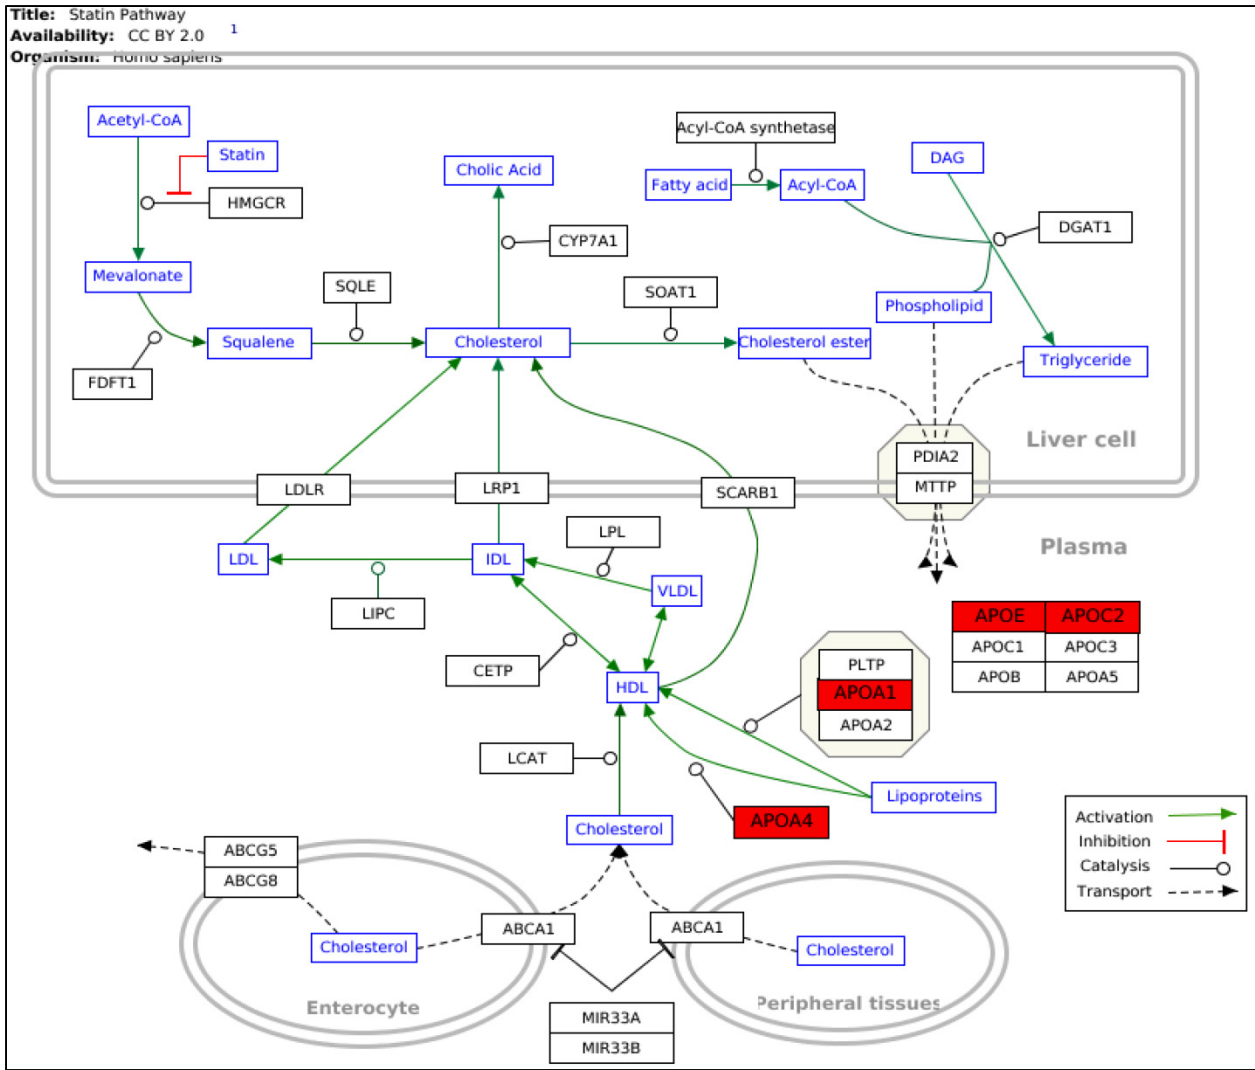 Title: Statin Pathway
Availability: CC BY 2.0 1
Organism: Homo sapiens
Acetyl-CoA
Statin
HMGCR
Mevalonate
FDFT1
Squalene
SQLE
Cholic Acid
CYP7A1
Cholesterol
Acyl-CoA synthetase
Fatty acid
Acyl-CoA
DAG
DGAT1
SOAT1
Cholesterol ester
Phospholipid
Triglyceride
Liver cell
PDIA2
MTTP
LDLR
LRP1
SCARB1
Plasma
LDL
IDL
LPL
VLDL
LIPC
CETP
HDL
APOE APOC2
APOC1 APOC3
APOB APOA5
PLTP
APOA1
APOA2
LCAT
Lipoproteins
APOA4
Cholesterol
ABCG5
ABCG8
Cholesterol
ABCA1
Enterocyte
ABCA1
Cholesterol
Peripheral tissues
MIR33A
MIR33B
Activation
Inhibition
Catalysis
Transport